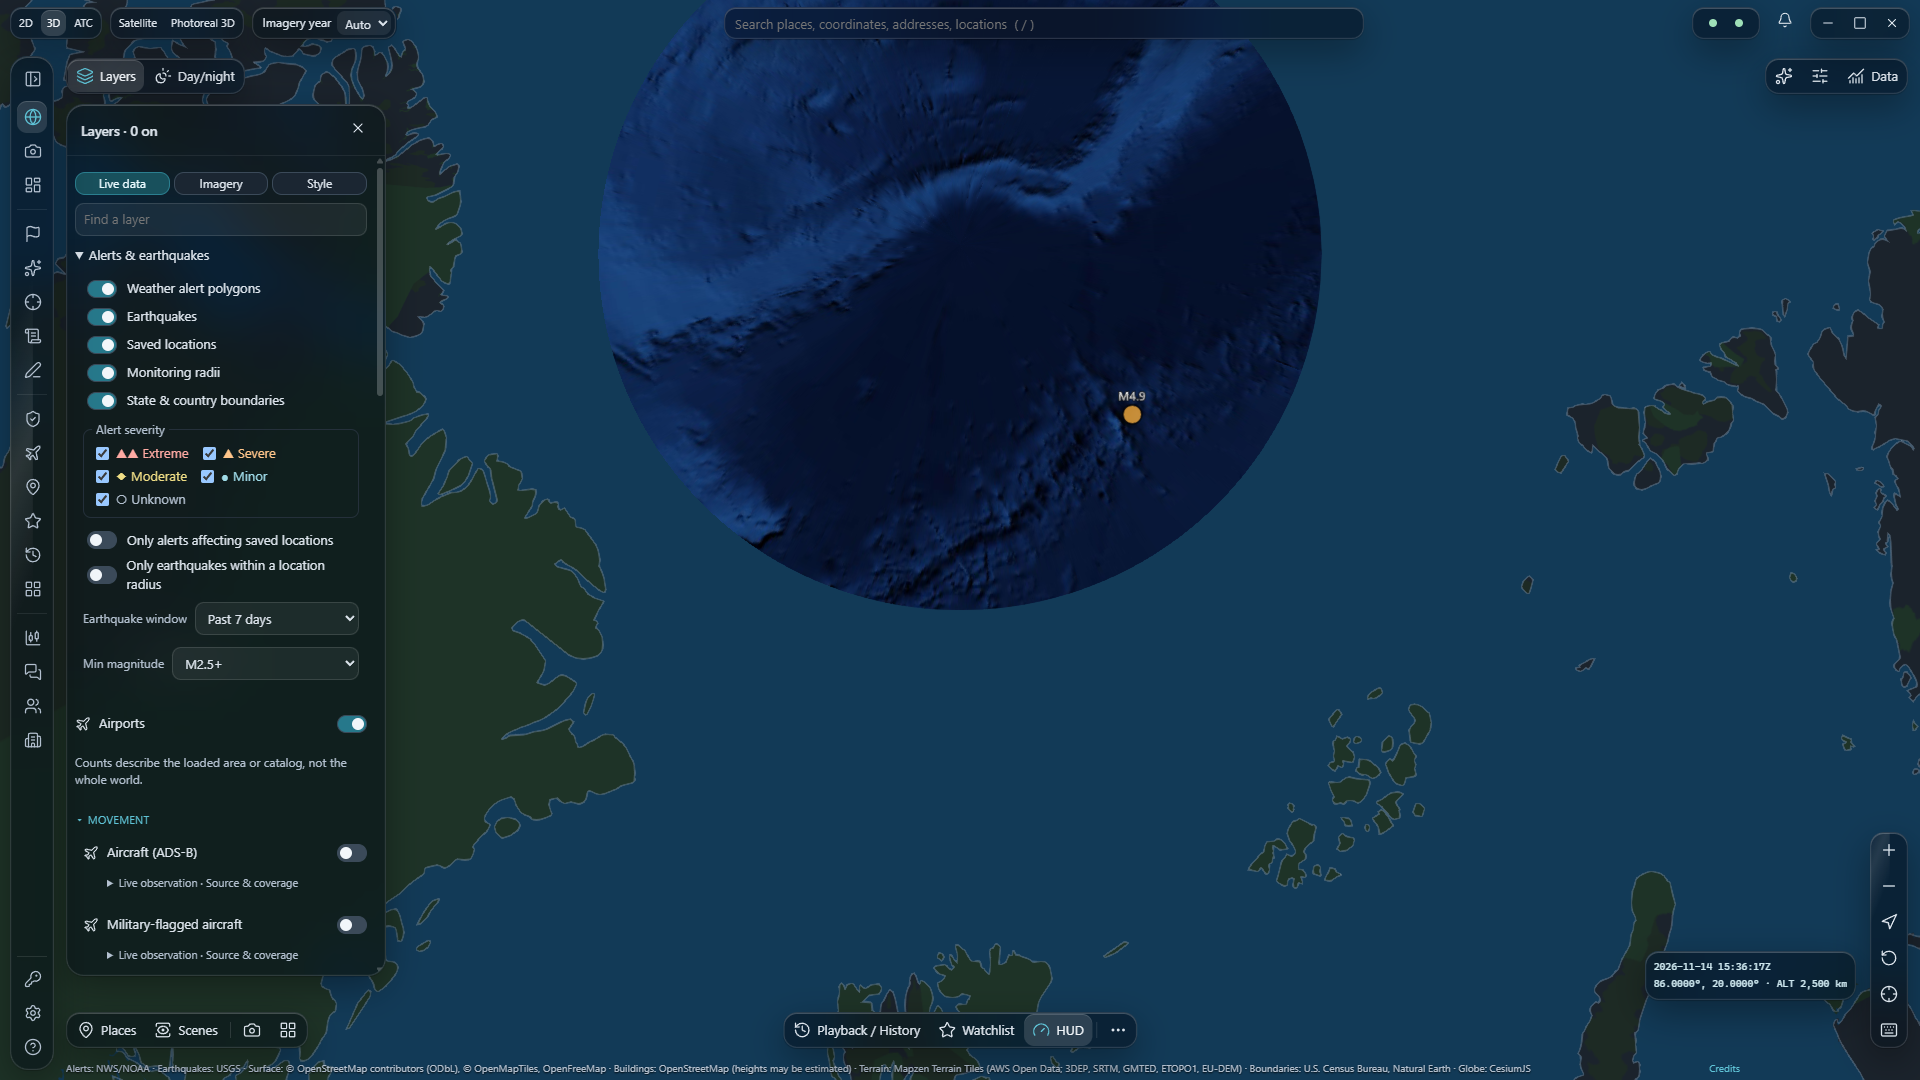 2D 3D ATC
Satellite Photoreal 3D
Imagery year Auto
Search places, coordinates, addresses, locations ( / )
Layers Day/night
Data
Layers · 0 on
Live data Imagery Style
Find a layer
Alerts & earthquakes
Weather alert polygons
Earthquakes
Saved locations
Monitoring radii
State & country boundaries
Alert severity
Extreme Severe
Moderate Minor
Unknown
Only alerts affecting saved locations
Only earthquakes within a location
radius
Earthquake window Past 7 days
Min magnitude M2.5+
Airports
Counts describe the loaded area or catalog, not the
whole world.
MOVEMENT
Aircraft (ADS-B)
Live observation · Source & coverage
Military-flagged aircraft
Live observation · Source & coverage
M4.9
2026-11-14 15:36:17Z
86.0000°, 20.0000° · ALT 2,500 km
Places Scenes
Playback / History Watchlist HUD
Alerts: NWS/NOAA · Earthquakes: USGS · Surface: © OpenStreetMap contributors (ODbL), © OpenMapTiles, OpenFreeMap · Buildings: OpenStreetMap (heights may be estimated) · Terrain: Mapzen Terrain Tiles (AWS Open Data; 3DEP, SRTM, GMTED, ETOPO1, EU-DEM) · Boundaries: U.S. Census Bureau, Natural Earth · Globe: CesiumJS
Credits